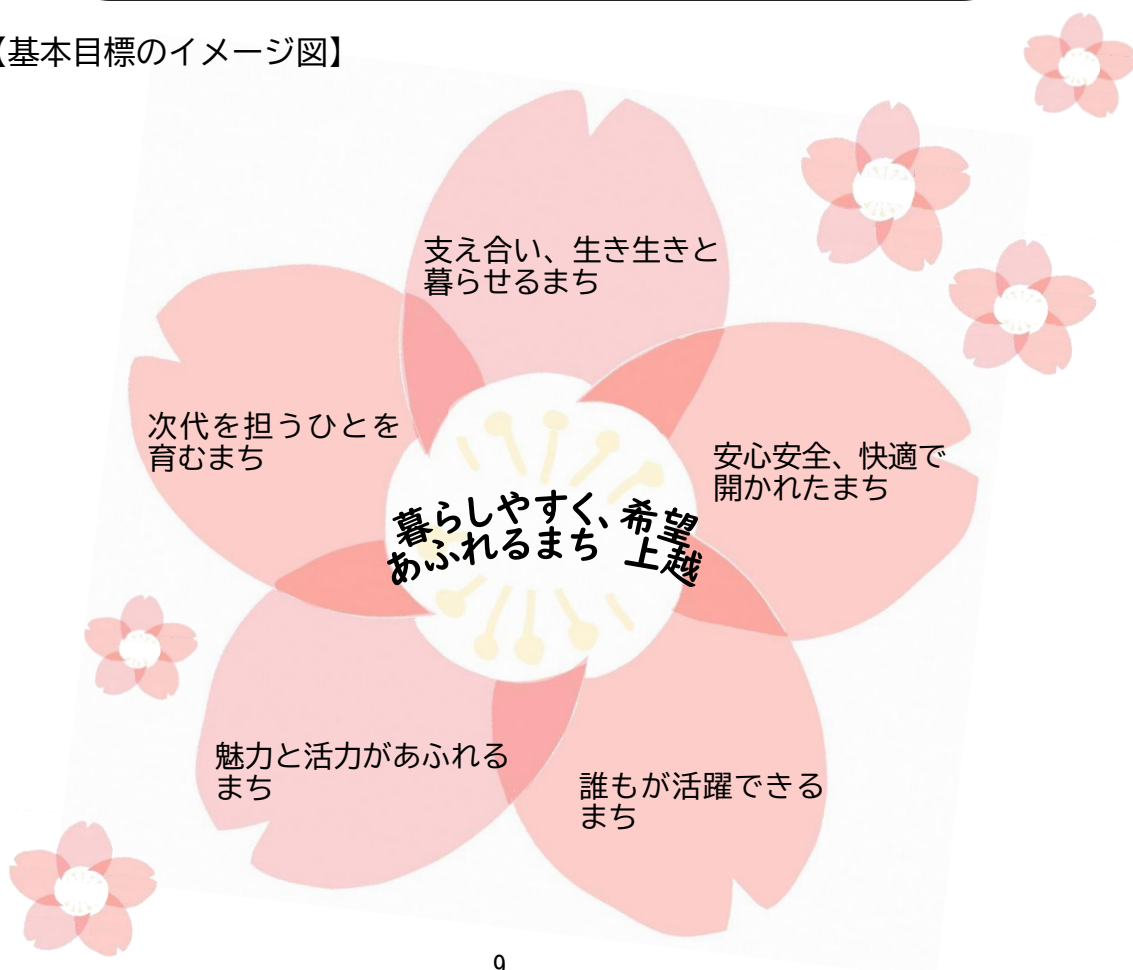 【基本目標のイメージ図】
支え合い、生き生きと
暮らせるまち
次代を担うひとを
育むまち
安心安全、快適で
開かれたまち
暮らしやすく、希望
あふれるまち 上越
魅力と活力があふれる
まち
誰もが活躍できる
まち
9